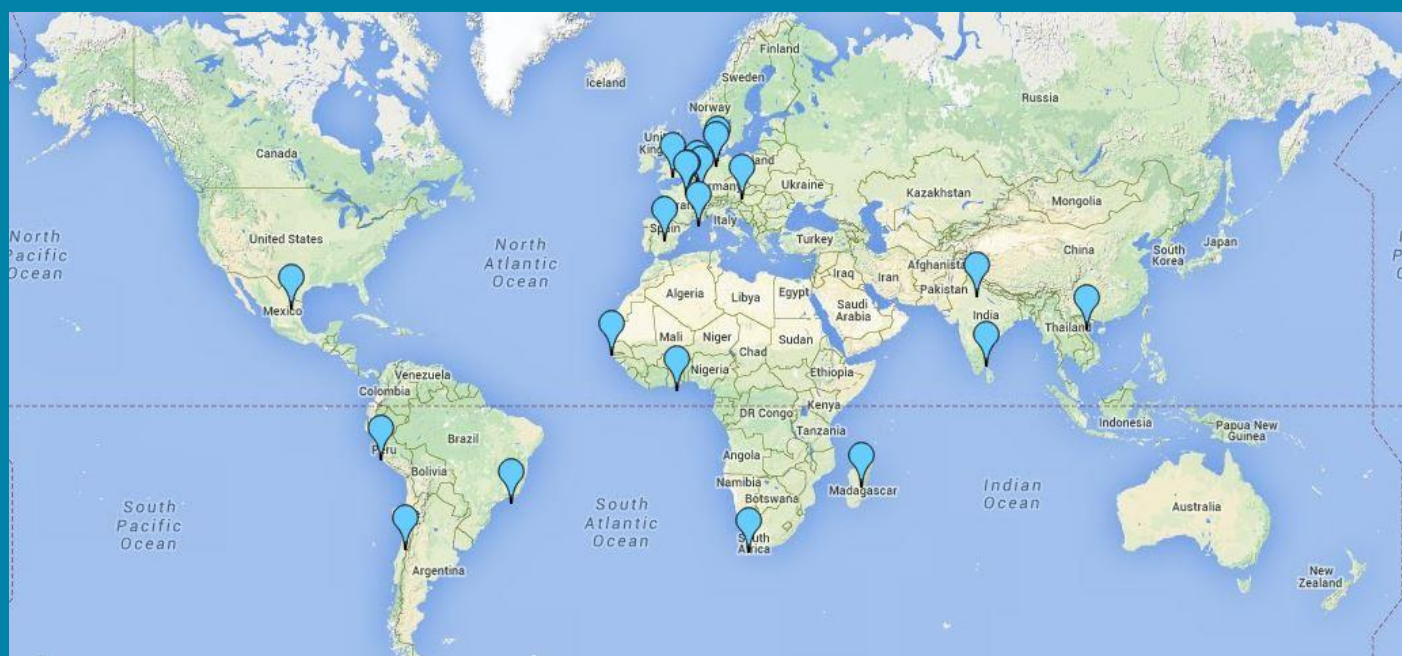 Finland
Iceland
Sweden
Russia
Norway
Canada
Ukraine
Kazakhstan
Mongolia
North
Pacific
Ocean
United States
North
Atlantic
Ocean
Spain
Italy
Turkey
China
South
Korea
Japan
Iraq
Iran
Pakistan
Algeria
Libya
Egypt
Saudi
Arabia
India
Mexico
Mali
Niger
Chad
Sudan
Thailand
Nigeria
Ethiopia
Venezuela
Colombia
DR Congo
Kenya
Tanzania
Indonesia
Papua New
Guinea
Brazil
Peru
Bolivia
Angola
Namibia
Botswana
Madagascar
Indian
Ocean
Australia
South
Pacific
Ocean
South
Atlantic
Ocean
South
Africa
Argentina
New
Zealand